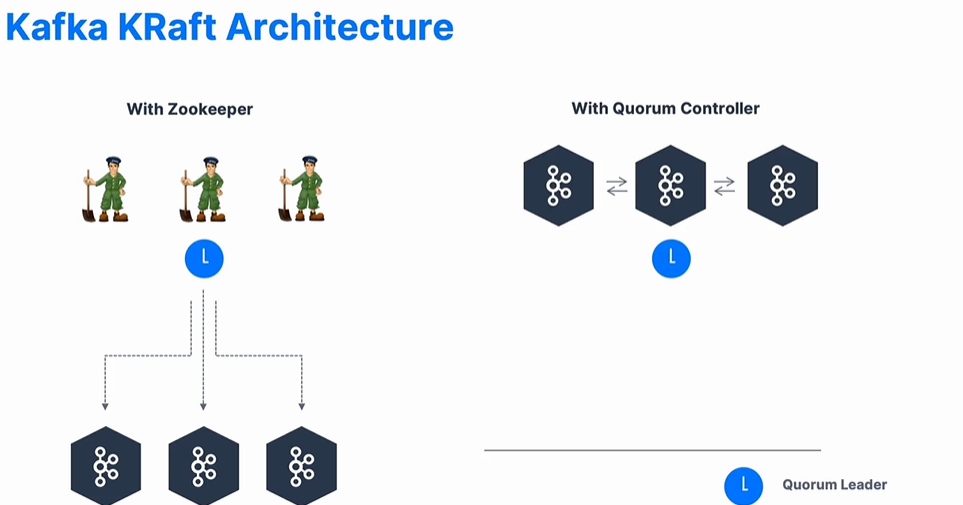 Kafka KRaft Architecture
With Zookeeper
With Quorum Controller
L
L
L
Quorum Leader